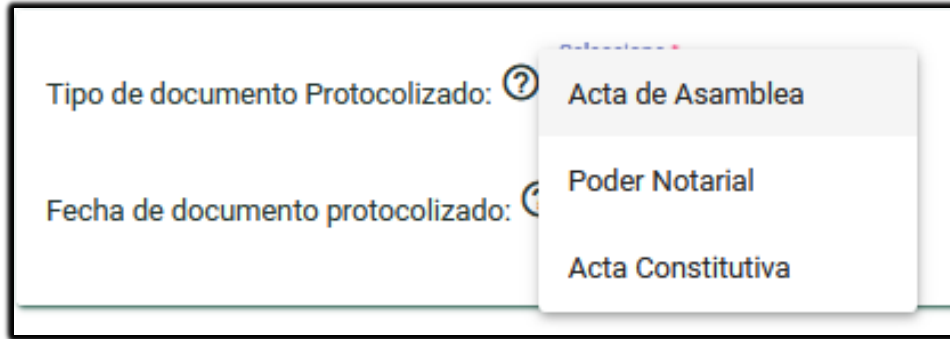 Tipo de documento Protocolizado:
Acta de Asamblea
Poder Notarial
Fecha de documento protocolizado:
Acta Constitutiva